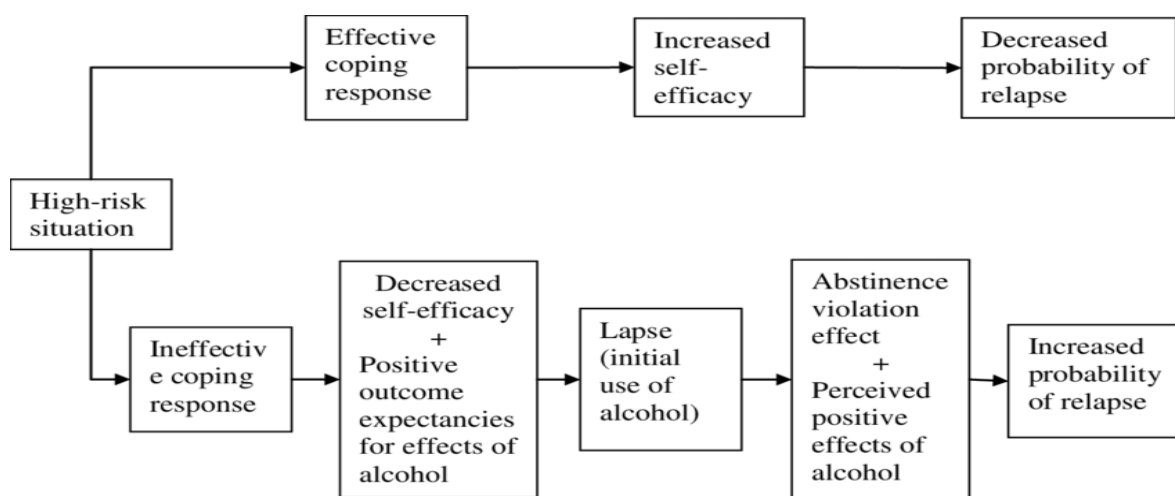 Effective
coping
response
Increased
self-
efficacy
Decreased
probability of
relapse
High-risk
situation
Ineffectiv
e coping
response
Decreased
self-efficacy
+
Positive
outcome
expectancies
for effects of
alcohol
Lapse
(initial
use of
alcohol)
Abstinence
violation
effect
+
Perceived
positive
effects of
alcohol
Increased
probability
of relapse